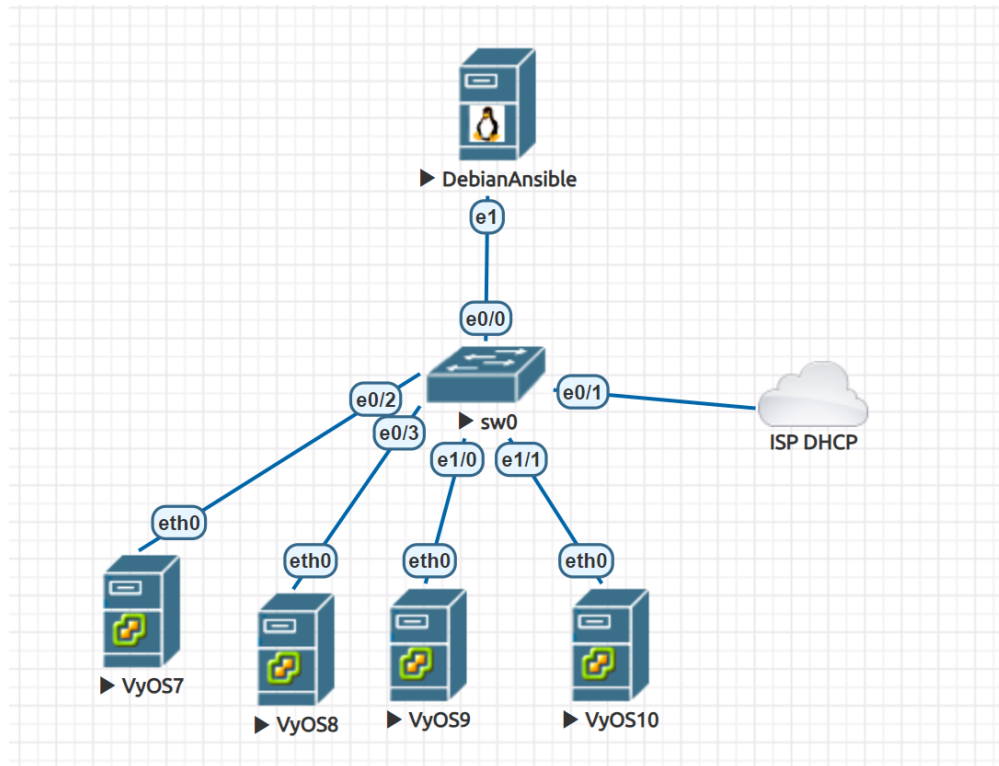 DebianAnsible
e1
e0/0
e0/2
e0/1
sw0
e0/3
ISP DHCP
e1/0
e1/1
eth0
eth0
eth0
eth0
VyOS7
VyOS8
VyOS9
VyOS10